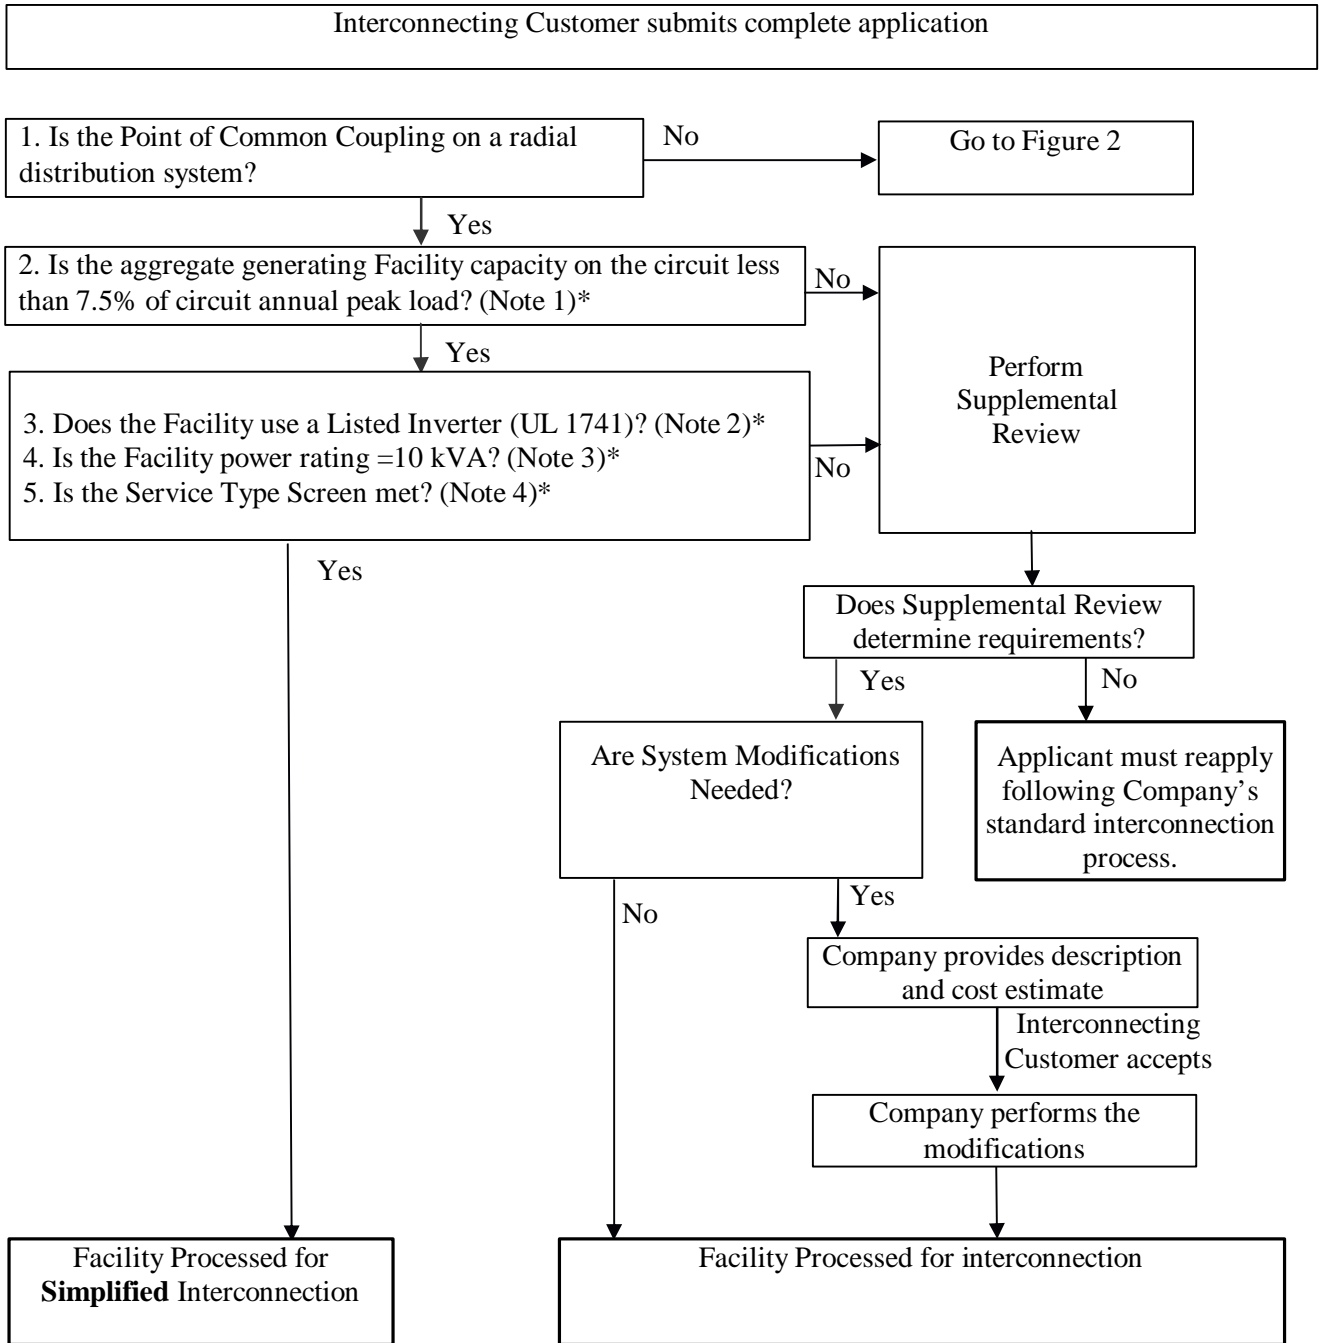 Interconnecting Customer submits complete application
1. Is the Point of Common Coupling on a radial
distribution system?
No
Go to Figure 2
Yes
2. Is the aggregate generating Facility capacity on the circuit less
than 7.5% of circuit annual peak load? (Note 1)*
No
Yes
Perform
Supplemental
Review
3. Does the Facility use a Listed Inverter (UL 1741)? (Note 2)*
4. Is the Facility power rating =10 kVA? (Note 3)*
5. Is the Service Type Screen met? (Note 4)*
No
Yes
Does Supplemental Review
determine requirements?
Yes
No
Are System Modifications
Needed?
Applicant must reapply
following Company’s
standard interconnection
process.
No
Yes
Company provides description
and cost estimate
Interconnecting
Customer accepts
Company performs the
modifications
Facility Processed for
Simplified Interconnection
Facility Processed for interconnection